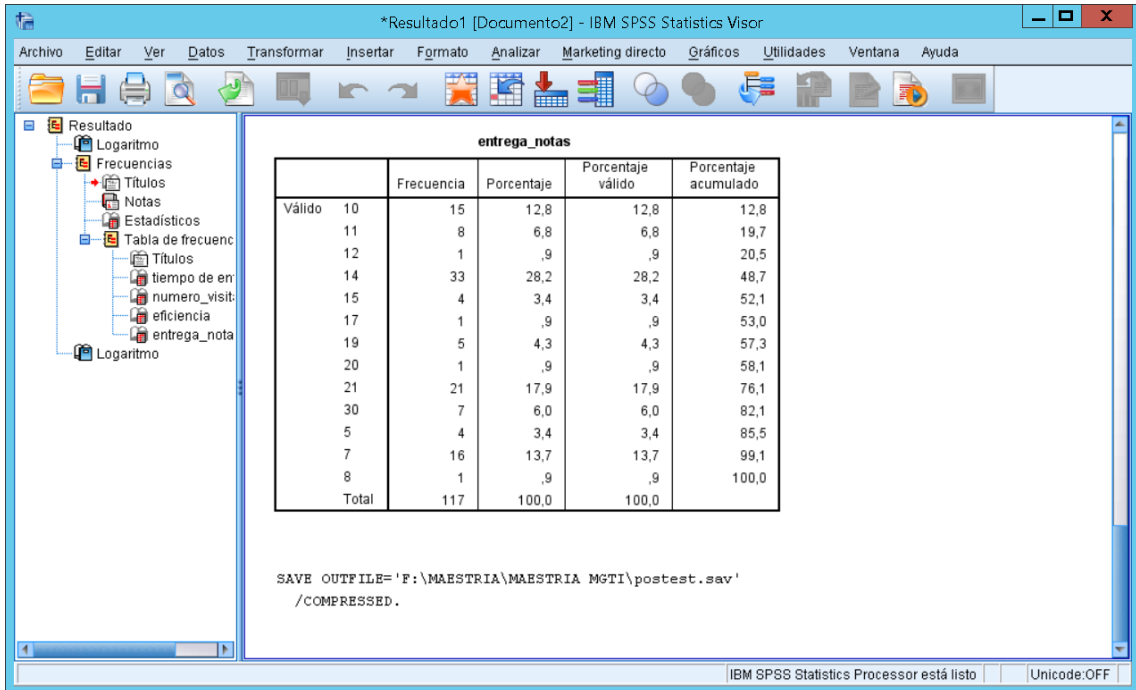 *Resultado1 [Documento2] - IBM SPSS Statistics Visor
Archivo Editar Ver Datos Transformar Insertar Formato Analizar Marketing directo Gráficos Utilidades Ventana Ayuda
Resultado
Logaritmo
Frecuencias
Títulos
Notas
Estadísticos
Tabla de frecuenc
Títulos
tiempo de en
numero_visit
eficiencia
entrega_nota
Logaritmo
entrega_notas
Frecuencia Porcentaje Porcentaje válido Porcentaje acumulado
Válido 10 15 12,8 12,8 12,8
11 8 6,8 6,8 19,7
12 1 ,9 ,9 20,5
14 33 28,2 28,2 48,7
15 4 3,4 3,4 52,1
17 1 ,9 ,9 53,0
19 5 4,3 4,3 57,3
20 1 ,9 ,9 58,1
21 21 17,9 17,9 76,1
30 7 6,0 6,0 82,1
5 4 3,4 3,4 85,5
7 16 13,7 13,7 99,1
8 1 ,9 ,9 100,0
Total 117 100,0 100,0
SAVE OUTFILE='F:\MAESTRIA\MAESTRIA MGTI\postest.sav'
/COMPRESSED.
IBM SPSS Statistics Processor está listo Unicode:OFF